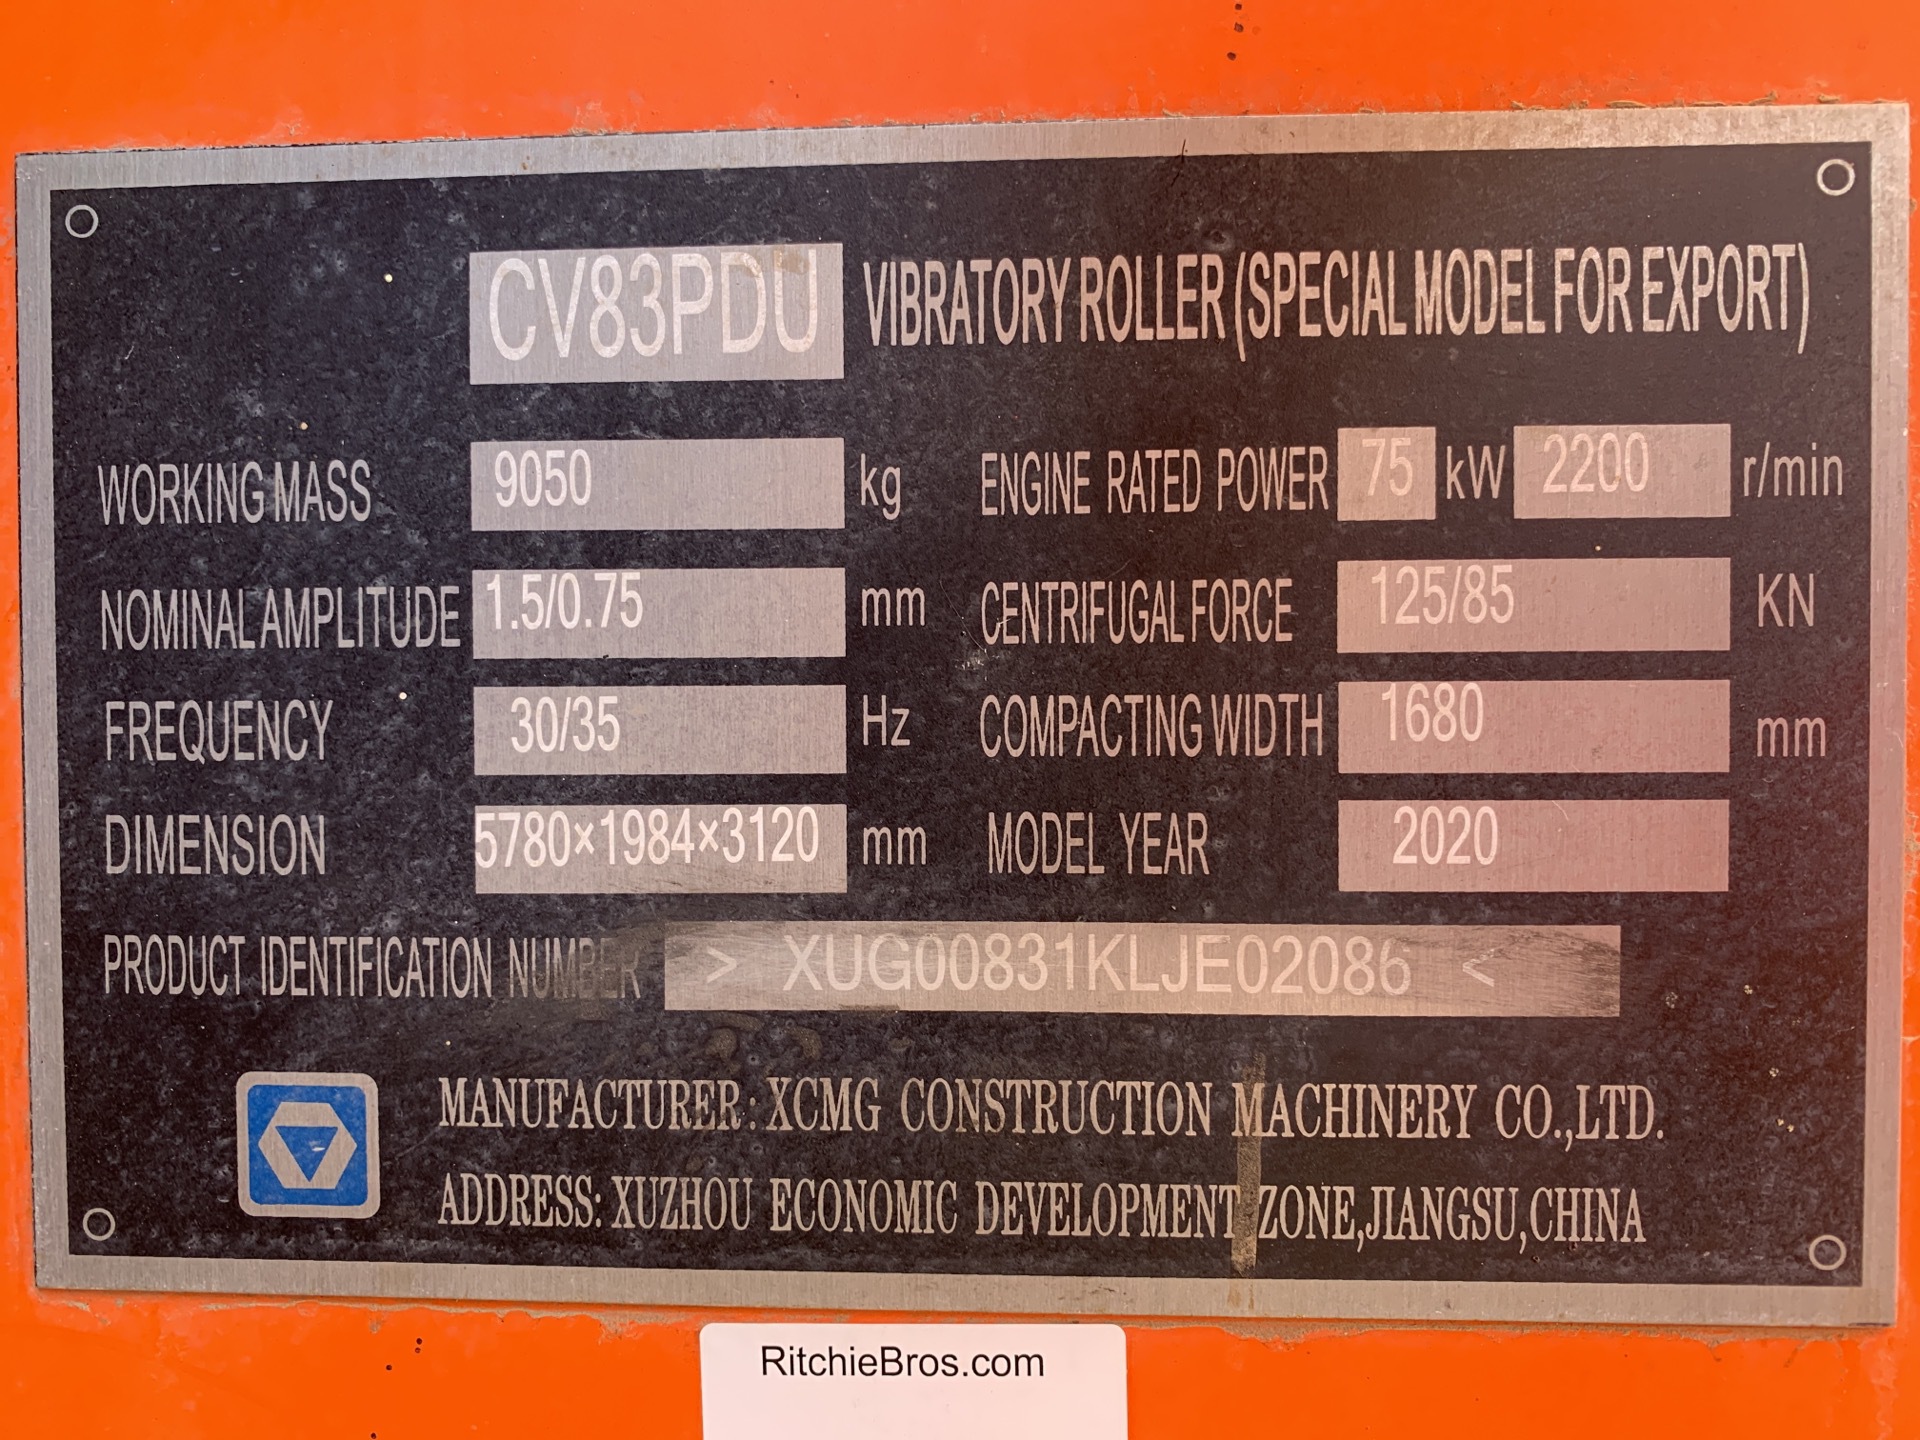 CV83PDU VIBRATORY ROLLER (SPECIAL MODEL FOR EXPORT)
WORKING MASS 9050 kg ENGINE RATED POWER 75 kW 2200 r/min
NOMINAL AMPLITUDE 1.5/0.75 mm CENTRIFUGAL FORCE 125/85 KN
FREQUENCY 30/35 Hz COMPACTING WIDTH 1680 mm
DIMENSION 5780×1984×3120 mm MODEL YEAR 2020
PRODUCT IDENTIFICATION NUMBER > XUG00831KLJE02086 <
MANUFACTURER: XCMG CONSTRUCTION MACHINERY CO.,LTD.
ADDRESS: XUZHOU ECONOMIC DEVELOPMENT ZONE,JIANGSU,CHINA
RitchieBros.com